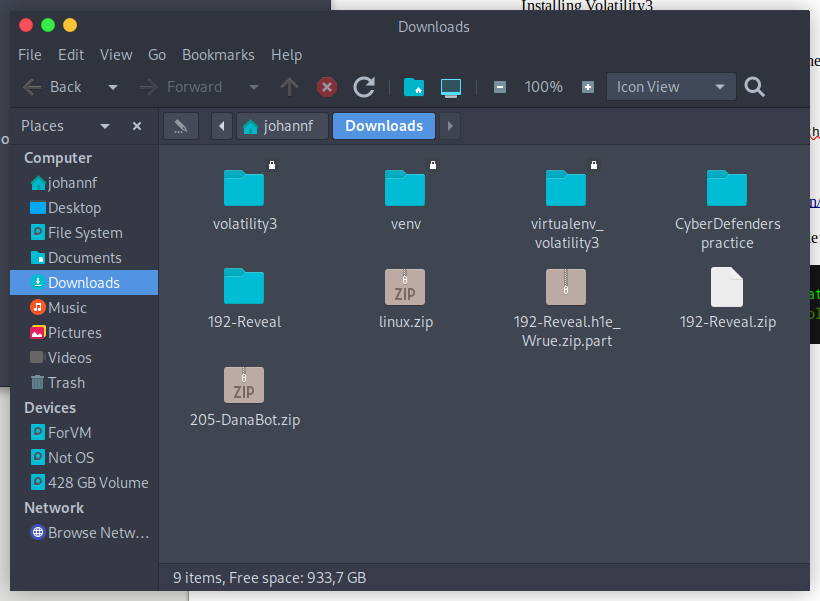 Installing Volatility3
Downloads
File Edit View Go Bookmarks Help
Back Forward 100% Icon View
Places johannf Downloads
Computer
johannf
Desktop
File System
Documents
Downloads
Music
Pictures
Videos
Trash
Devices
ForVM
Not OS
428 GB Volume
Network
Browse Netw...
volatility3 venv virtualenv_ CyberDefenders
volatility3 practice
192-Reveal linux.zip 192-Reveal.h1e_ 192-Reveal.zip
Wrue.zip.part
ZIP
ZIP
205-DanaBot.zip
9 items, Free space: 933,7 GB